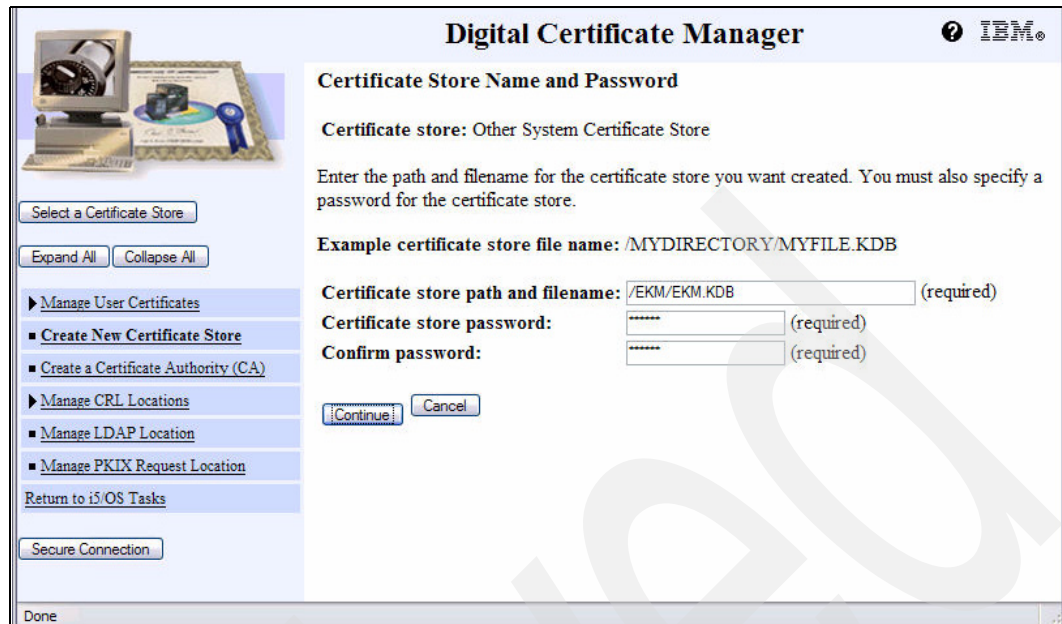 Digital Certificate Manager
IBM®
Certificate Store Name and Password
Certificate store: Other System Certificate Store
Enter the path and filename for the certificate store you want created. You must also specify a
password for the certificate store.
Example certificate store file name: /MYDIRECTORY/MYFILE.KDB
Certificate store path and filename: /EKM/EKM.KDB (required)
Certificate store password: ****** (required)
Confirm password: ****** (required)
Continue Cancel
Select a Certificate Store
Expand All Collapse All
Manage User Certificates
Create New Certificate Store
Create a Certificate Authority (CA)
Manage CRL Locations
Manage LDAP Location
Manage PKIX Request Location
Return to i5/OS Tasks
Secure Connection
Done